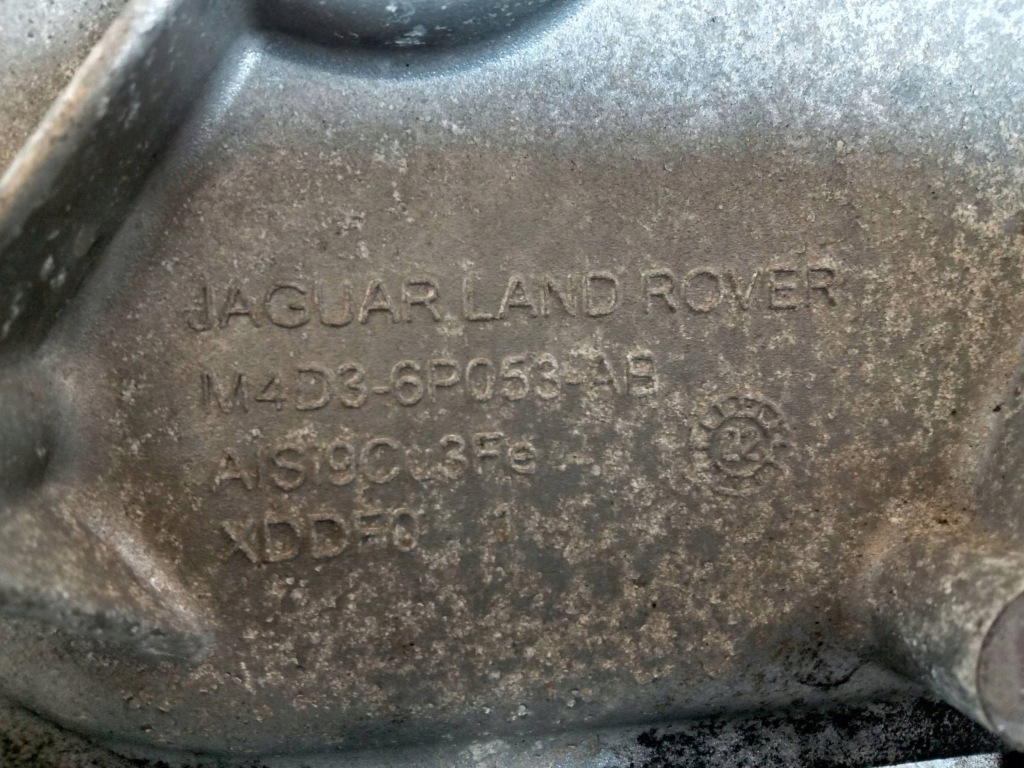 JAGUAR LAND ROVER
M4D3-6P053-AB
AlSi9Cu3Fe
XDDF0 1
22